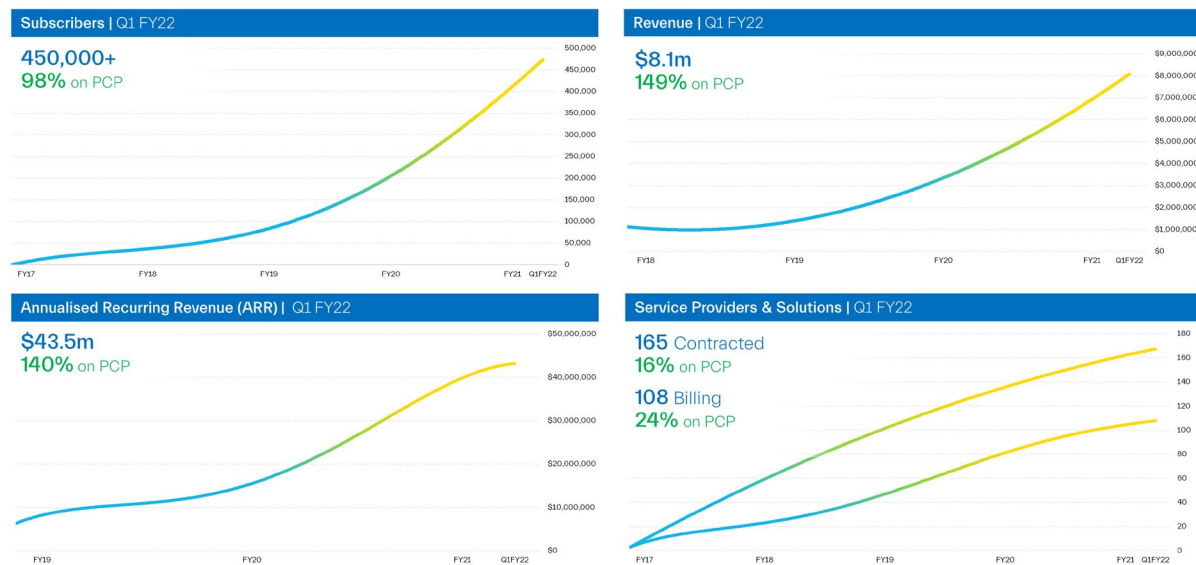 Subscribers | Q1 FY22
450,000+
98% on PCP
500,000
450,000
400,000
350,000
300,000
250,000
200,000
150,000
100,000
50,000
0
FY17 FY18 FY19 FY20 FY21 Q1FY22
Revenue | Q1 FY22
$8.1m
149% on PCP
$9,000,000
$8,000,000
$7,000,000
$6,000,000
$5,000,000
$4,000,000
$3,000,000
$2,000,000
$1,000,000
$0
FY18 FY19 FY20 FY21 Q1FY22
Annualised Recurring Revenue (ARR) | Q1 FY22
$43.5m
140% on PCP
$50,000,000
$40,000,000
$30,000,000
$20,000,000
$10,000,000
$0
FY19 FY20 FY21 Q1FY22
Service Providers & Solutions | Q1 FY22
165 Contracted
16% on PCP
108 Billing
24% on PCP
180
160
140
120
100
80
60
40
20
0
FY17 FY18 FY19 FY20 FY21 Q1FY22